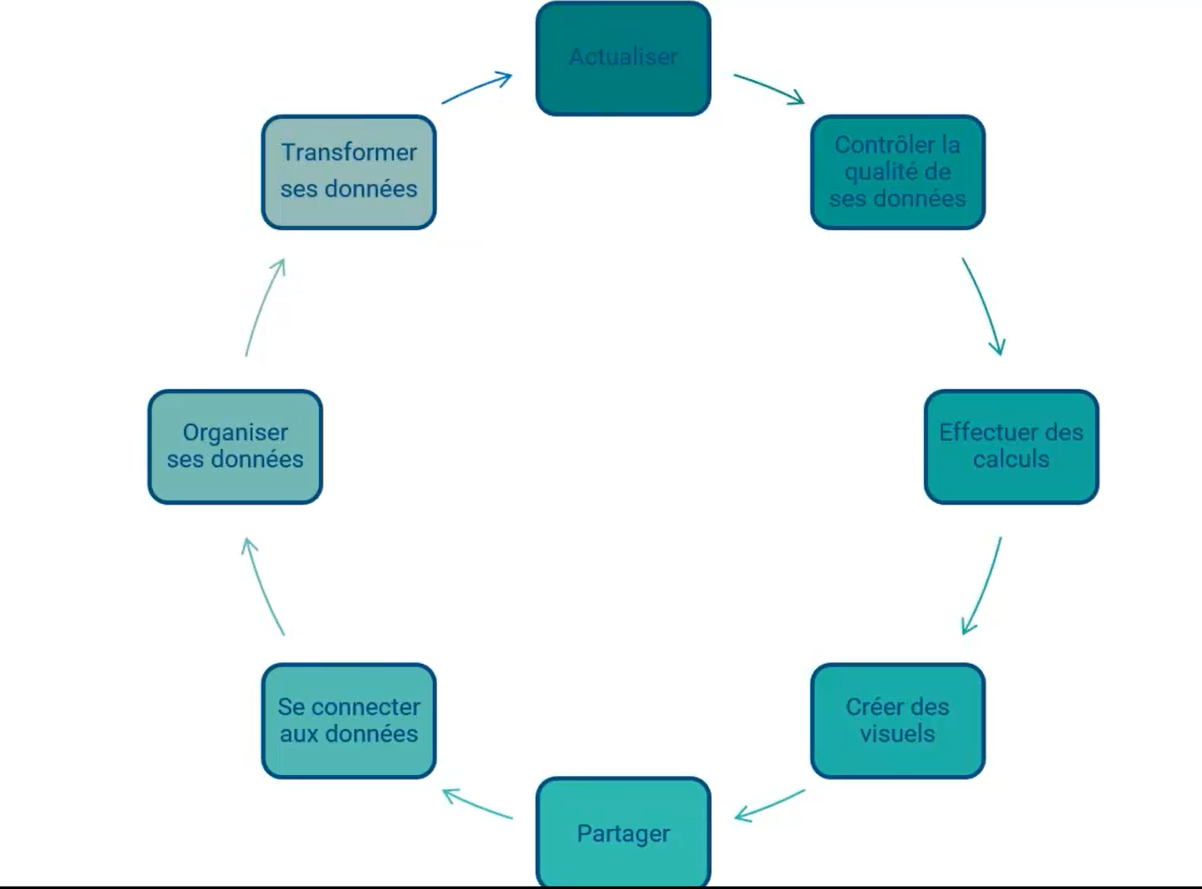 Actualiser
Transformer
ses données
Contrôler la
qualité de
ses données
Organiser
ses données
Effectuer des
calculs
Se connecter
aux données
Créer des
visuels
Partager